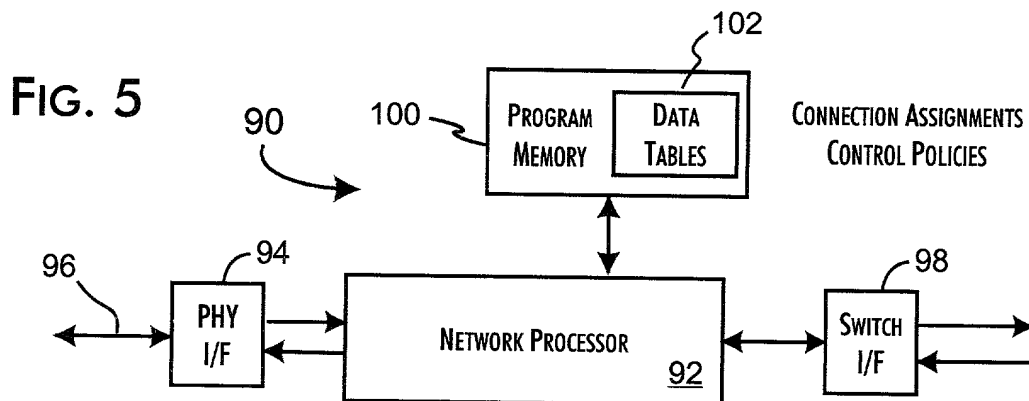 FIG. 5
90
102
100
PROGRAM
MEMORY
DATA
TABLES
CONNECTION ASSIGNMENTS
CONTROL POLICIES
96
94
PHY
I/F
NETWORK PROCESSOR
92
98
SWITCH
I/F